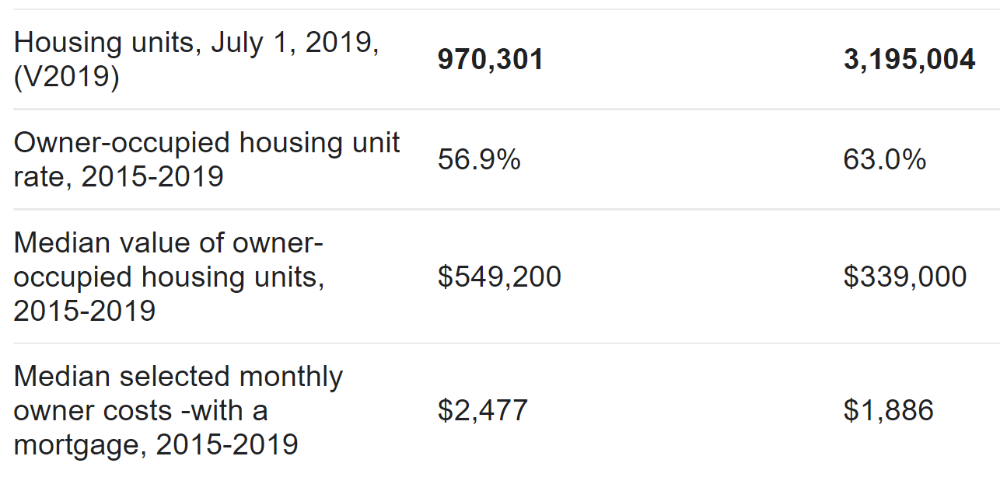 Housing units, July 1, 2019,
(V2019)
970,301
3,195,004
Owner-occupied housing unit
rate, 2015-2019
56.9%
63.0%
Median value of owner-
occupied housing units,
2015-2019
$549,200
$339,000
Median selected monthly
owner costs -with a
mortgage, 2015-2019
$2,477
$1,886